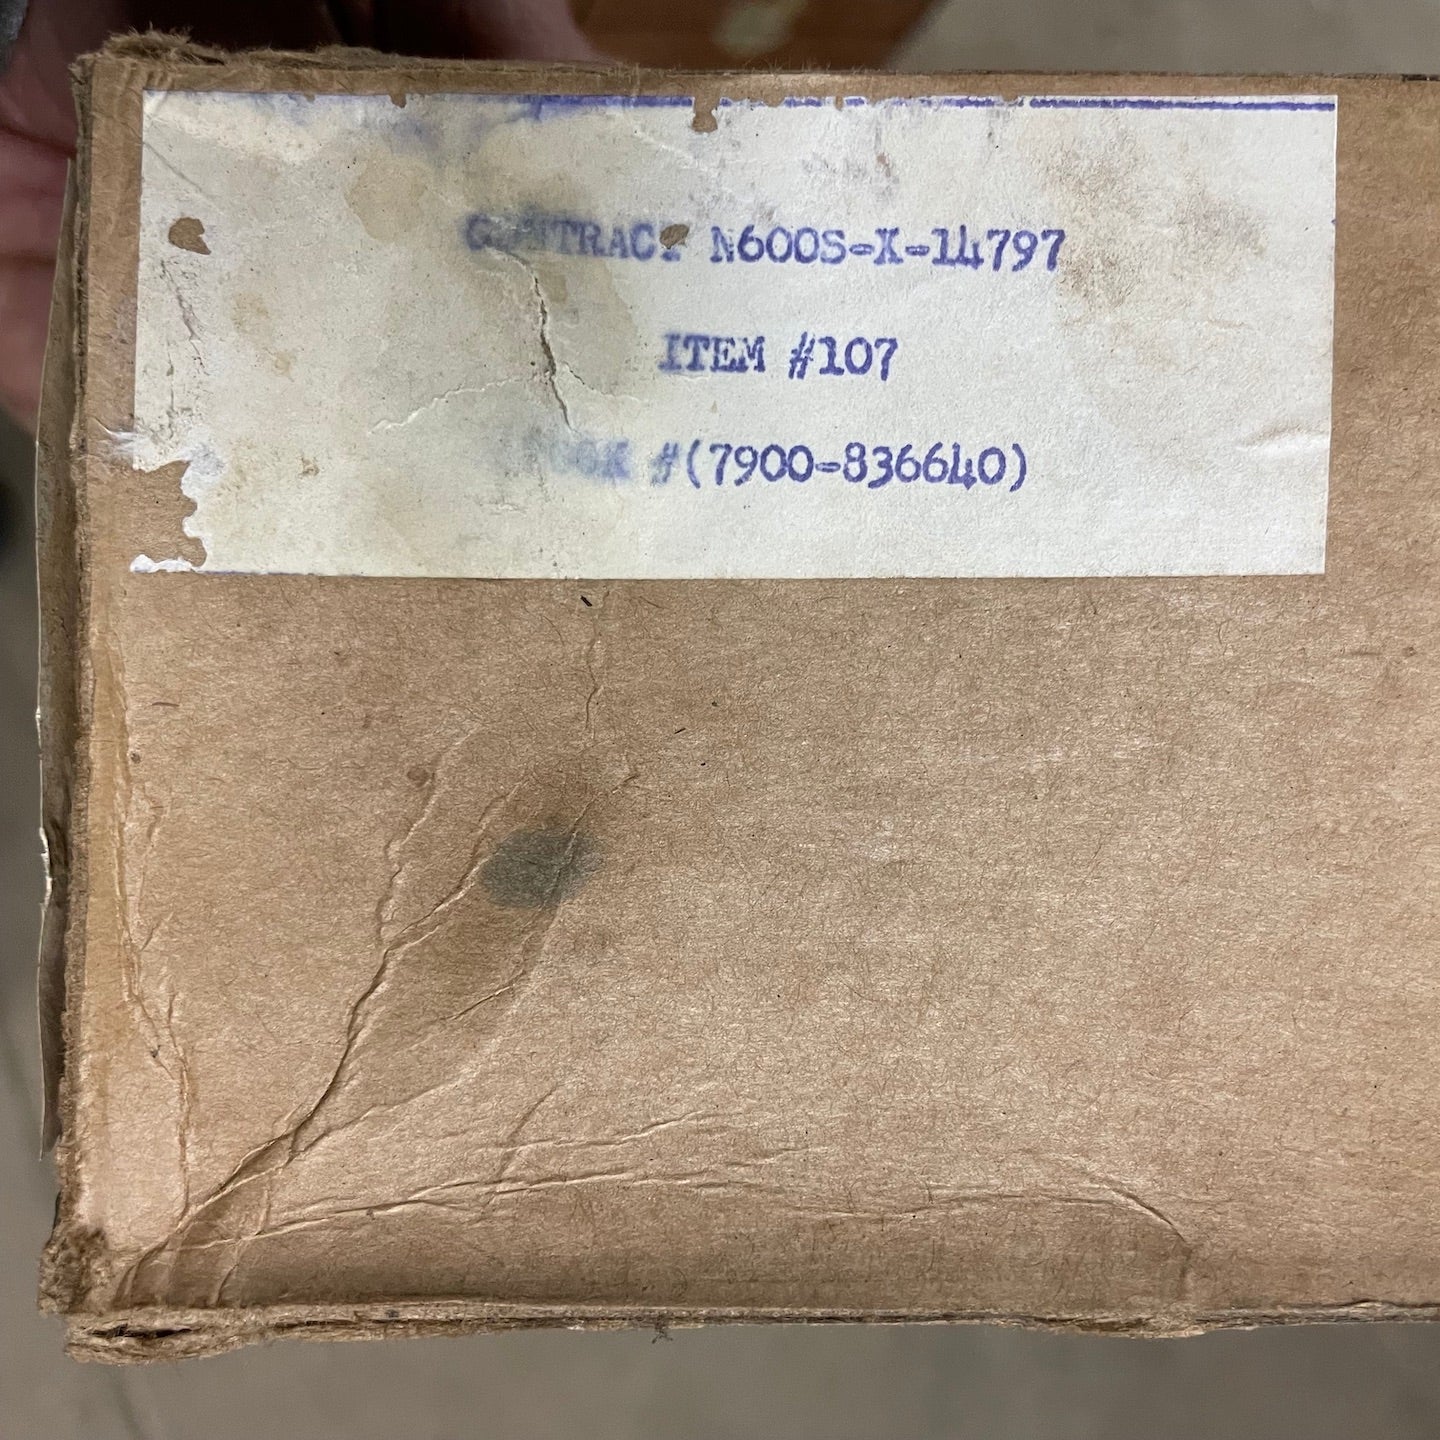 CONTRACT N600S-X-14797
ITEM #107
#(7900-836640)